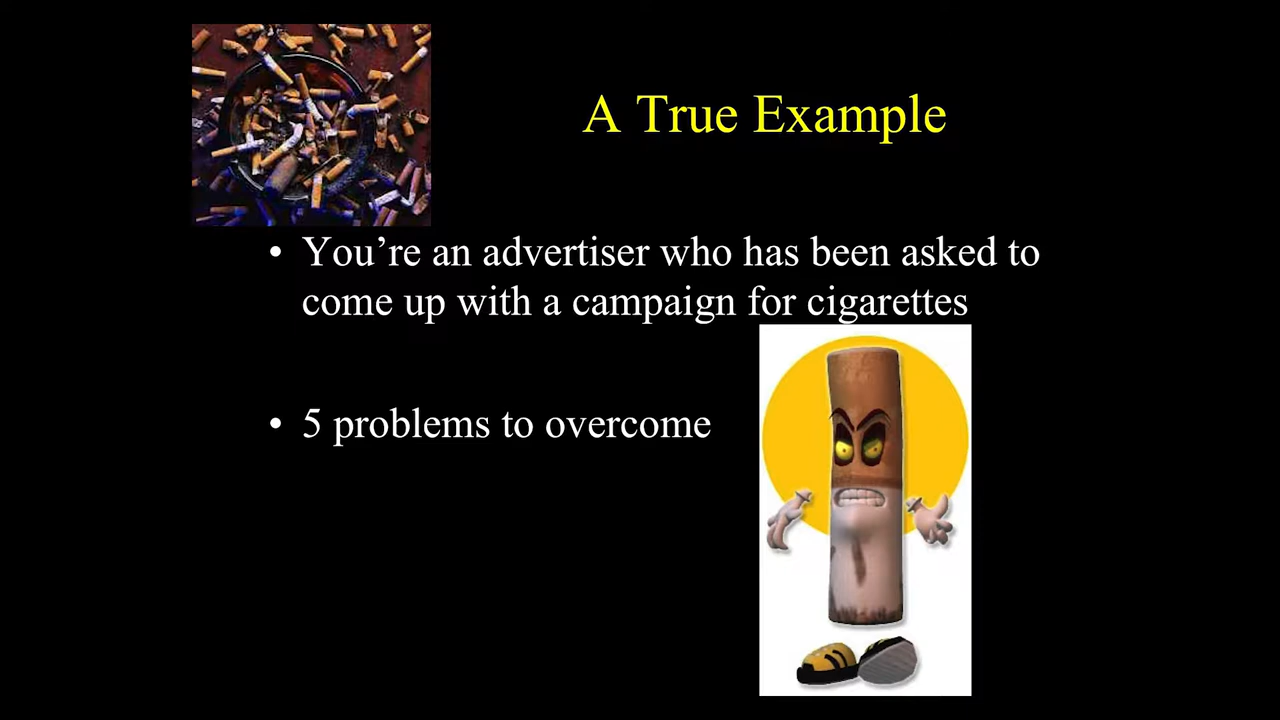 A True Example
• You’re an advertiser who has been asked to
come up with a campaign for cigarettes
• 5 problems to overcome